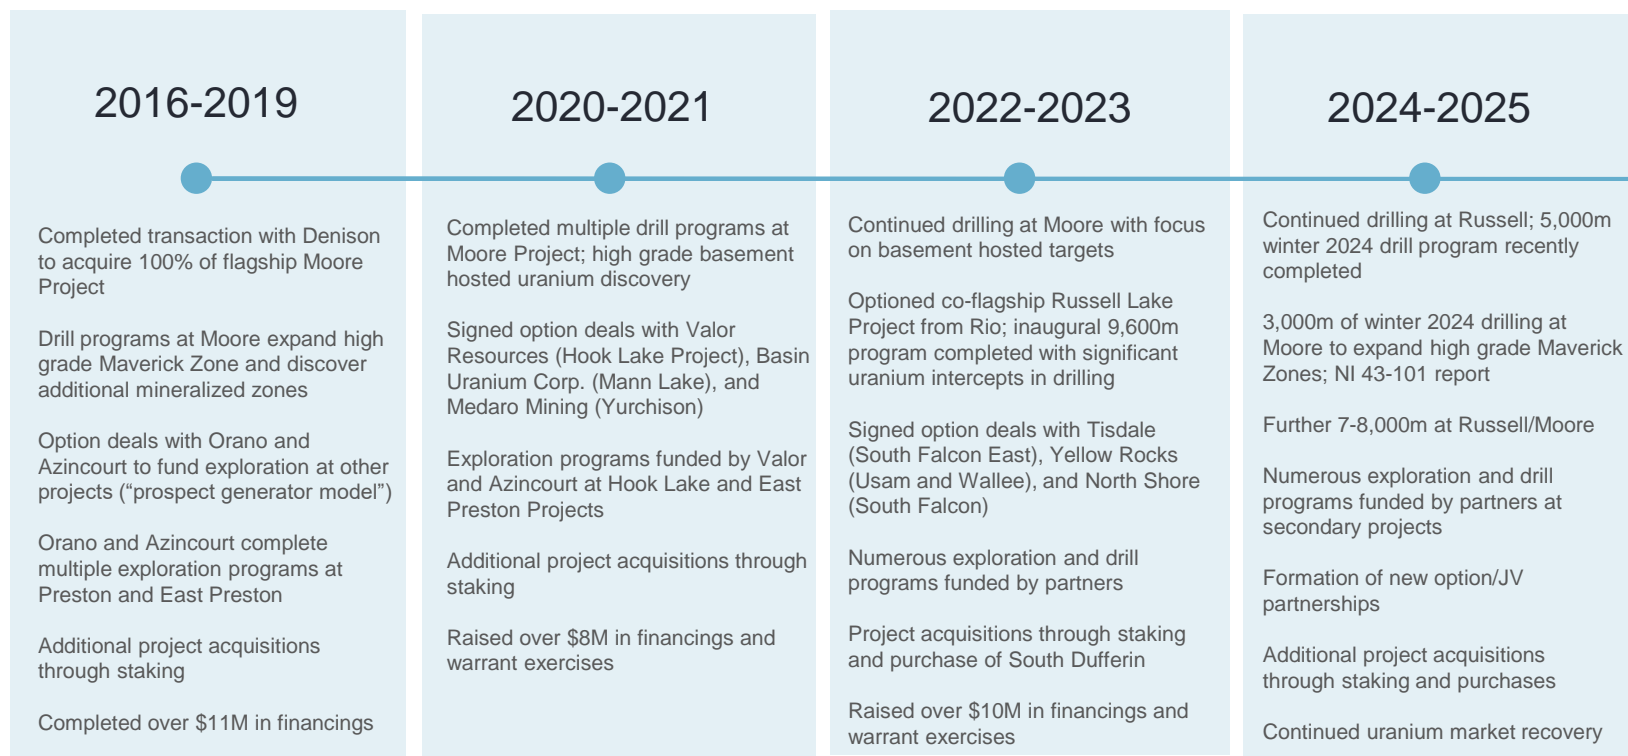 2016-2019
Completed transaction with Denison
to acquire 100% of flagship Moore
Project
Drill programs at Moore expand high
grade Maverick Zone and discover
additional mineralized zones
Option deals with Orano and
Azincourt to fund exploration at other
projects (“prospect generator model”)
Orano and Azincourt complete
multiple exploration programs at
Preston and East Preston
Additional project acquisitions
through staking
Completed over $11M in financings
2020-2021
Completed multiple drill programs at
Moore Project; high grade basement
hosted uranium discovery
Signed option deals with Valor
Resources (Hook Lake Project), Basin
Uranium Corp. (Mann Lake), and
Medaro Mining (Yurchison)
Exploration programs funded by Valor
and Azincourt at Hook Lake and East
Preston Projects
Additional project acquisitions through
staking
Raised over $8M in financings and
warrant exercises
2022-2023
Continued drilling at Moore with focus
on basement hosted targets
Optioned co-flagship Russell Lake
Project from Rio; inaugural 9,600m
program completed with significant
uranium intercepts in drilling
Signed option deals with Tisdale
(South Falcon East), Yellow Rocks
(Usam and Wallee), and North Shore
(South Falcon)
Numerous exploration and drill
programs funded by partners
Project acquisitions through staking
and purchase of South Dufferin
Raised over $10M in financings and
warrant exercises
2024-2025
Continued drilling at Russell; 5,000m
winter 2024 drill program recently
completed
3,000m of winter 2024 drilling at
Moore to expand high grade Maverick
Zones; NI 43-101 report
Further 7-8,000m at Russell/Moore
Numerous exploration and drill
programs funded by partners at
secondary projects
Formation of new option/JV
partnerships
Additional project acquisitions
through staking and purchases
Continued uranium market recovery